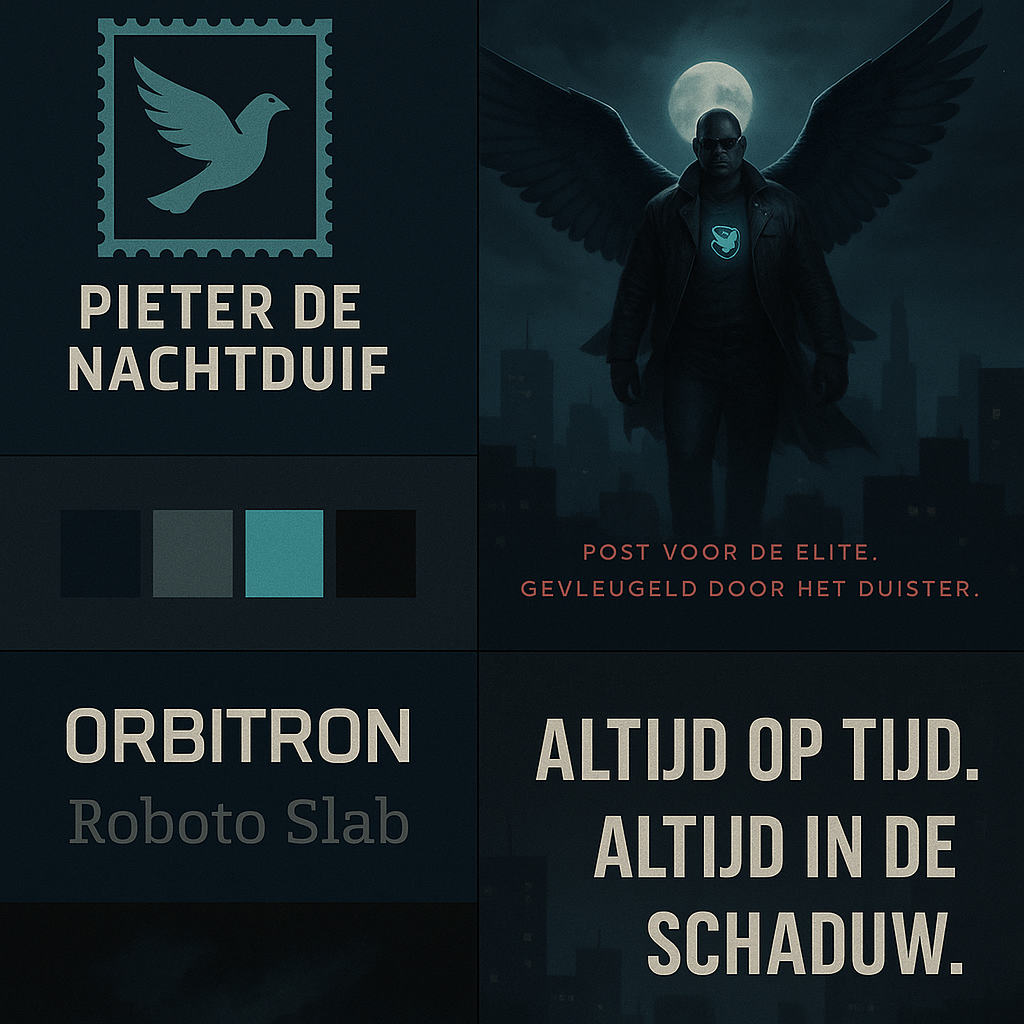 PIETER DE
NACHTDUIF
POST VOOR DE ELITE.
GEVLEUGELD DOOR HET DUISTER.
ORBITRON
Roboto Slab
ALTIJD OP TIJD.
ALTIJD IN DE
SCHADUW.